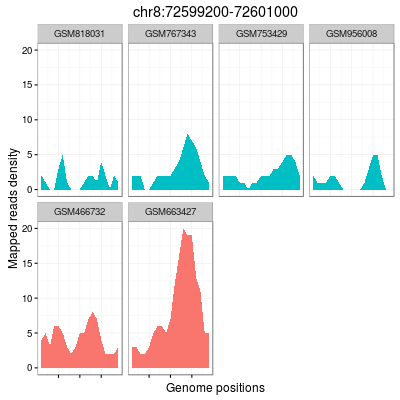 chr8:72599200-72601000
GSM818031 GSM767343 GSM753429 GSM956008
20
15
10
5
0
GSM466732 GSM663427
20
15
10
5
0
Mapped reads density
Genome positions